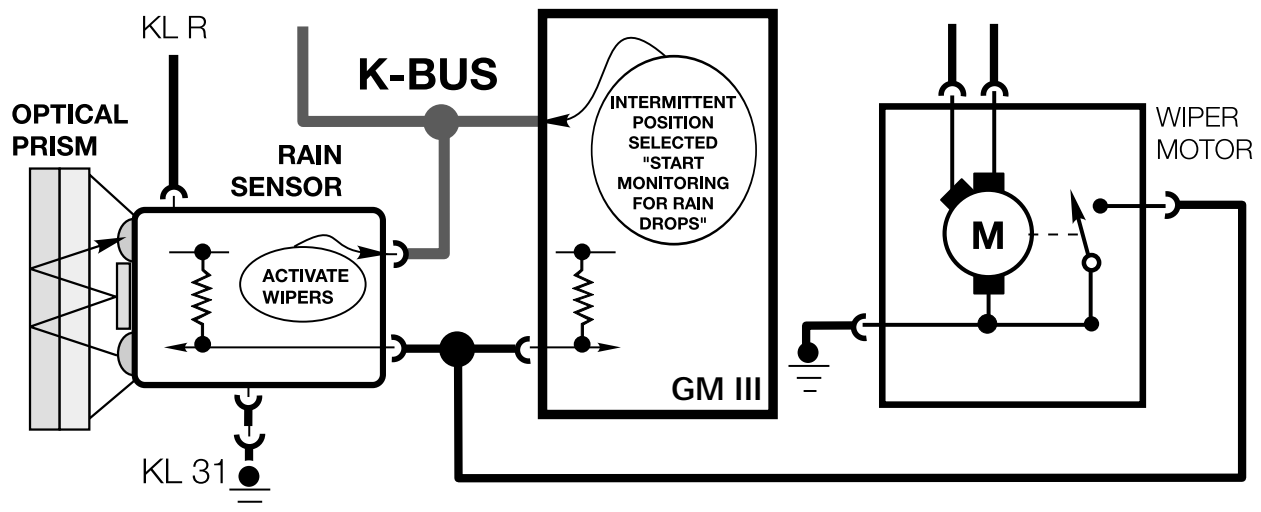 KL R
K-BUS
OPTICAL
PRISM
RAIN
SENSOR
ACTIVATE
WIPERS
KL 31
INTERMITTENT
POSITION
SELECTED
"START
MONITORING
FOR RAIN
DROPS"
GM III
WIPER
MOTOR
M